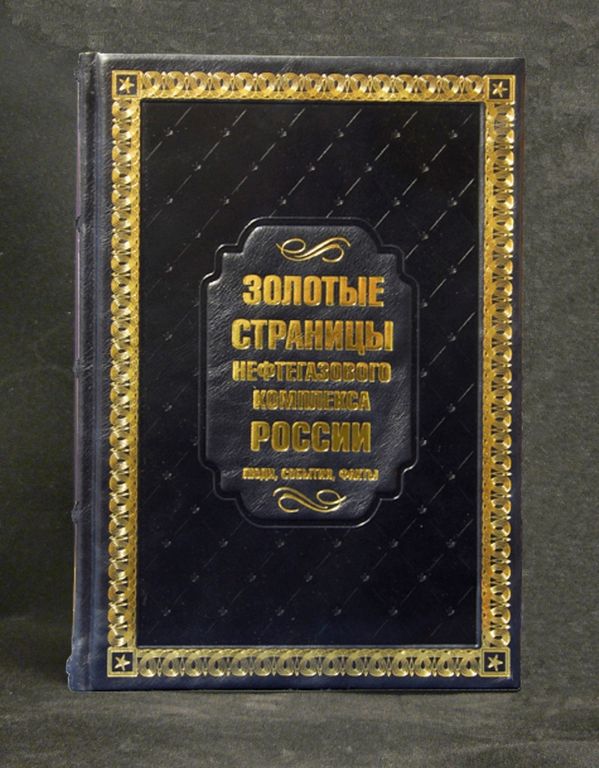 ЗОЛОТЫЕ
СТРАНИЦЫ
НЕФТЕГАЗОВОГО
КОМПЛЕКСА
РОССИИ
ЛЮДИ, СОБЫТИЯ, ФАКТЫ